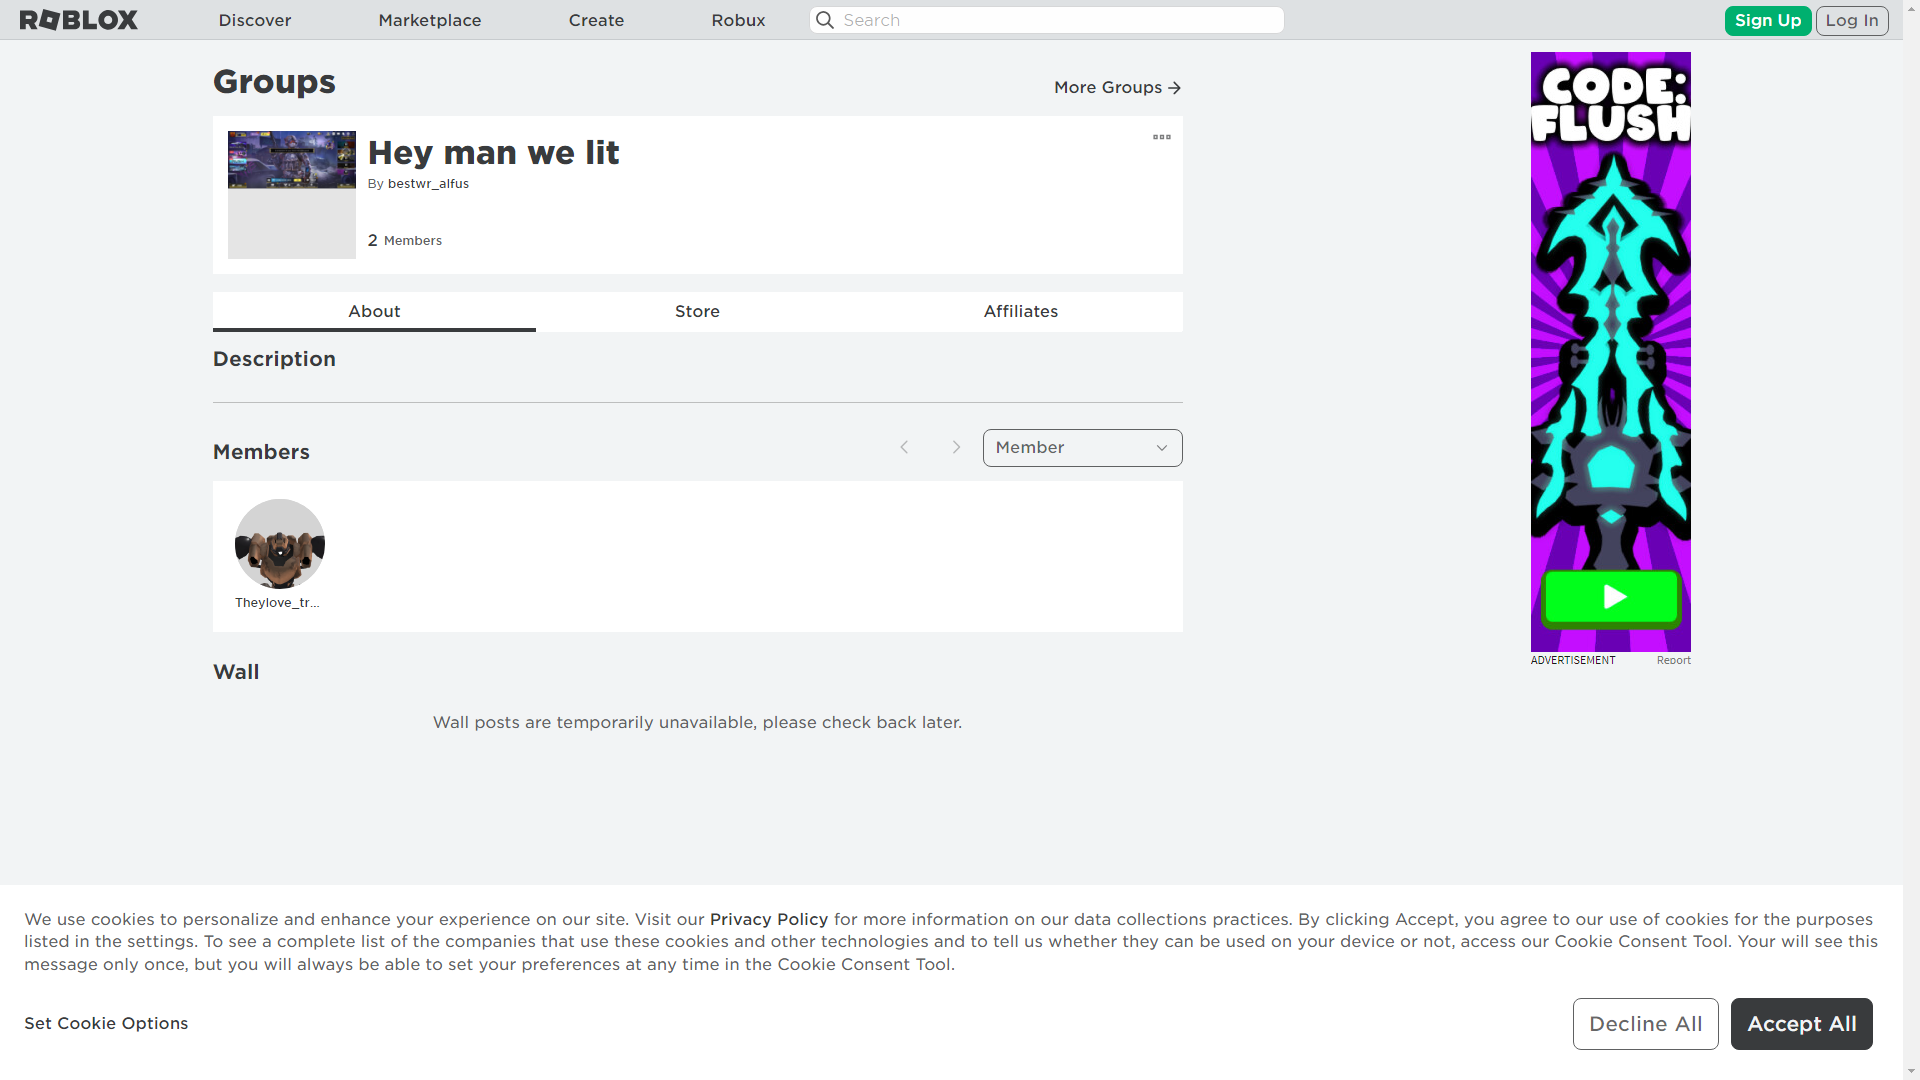 ROBLOX
Discover
Marketplace
Create
Robux
Search
Sign Up
Log In
Groups
More Groups
Hey man we lit
By bestwr_alfus
2 Members
About
Store
Affiliates
Description
Members
Member
Theylove_tr...
Wall
Wall posts are temporarily unavailable, please check back later.
CODE:
FLUSH
ADVERTISEMENT
Report
We use cookies to personalize and enhance your experience on our site. Visit our Privacy Policy for more information on our data collections practices. By clicking Accept, you agree to our use of cookies for the purposes
listed in the settings. To see a complete list of the companies that use these cookies and other technologies and to tell us whether they can be used on your device or not, access our Cookie Consent Tool. Your will see this
message only once, but you will always be able to set your preferences at any time in the Cookie Consent Tool.
Set Cookie Options
Decline All
Accept All